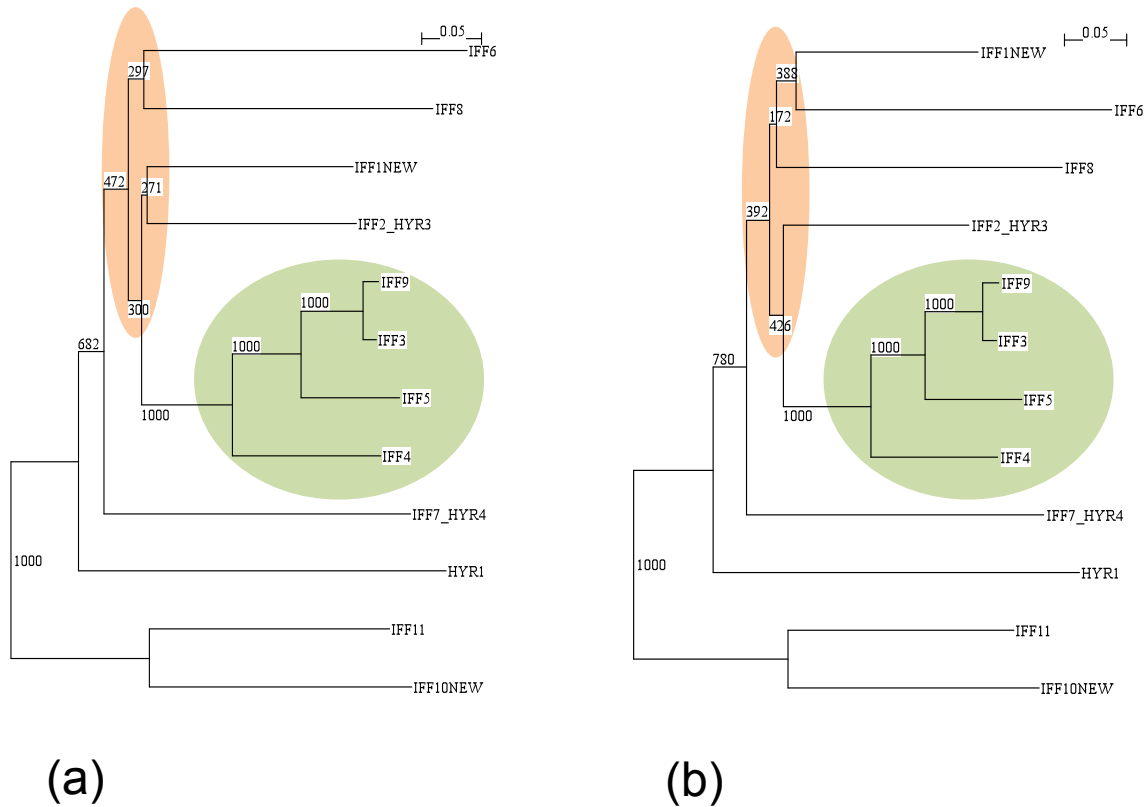 0.05
IFF6
297
IFF8
IFF1NEW
472
271
IFF2_HYR3
IFF9
1000
300
IFF3
682
1000
IFF5
1000
IFF4
IFF7_HYR4
1000
HYR1
IFF11
IFF10NEW
(a)
0.05
IFF1NEW
388
IFF6
172
IFF8
392
IFF2_HYR3
IFF9
1000
426
IFF3
780
1000
IFF5
1000
IFF4
IFF7_HYR4
1000
HYR1
IFF11
IFF10NEW
(b)